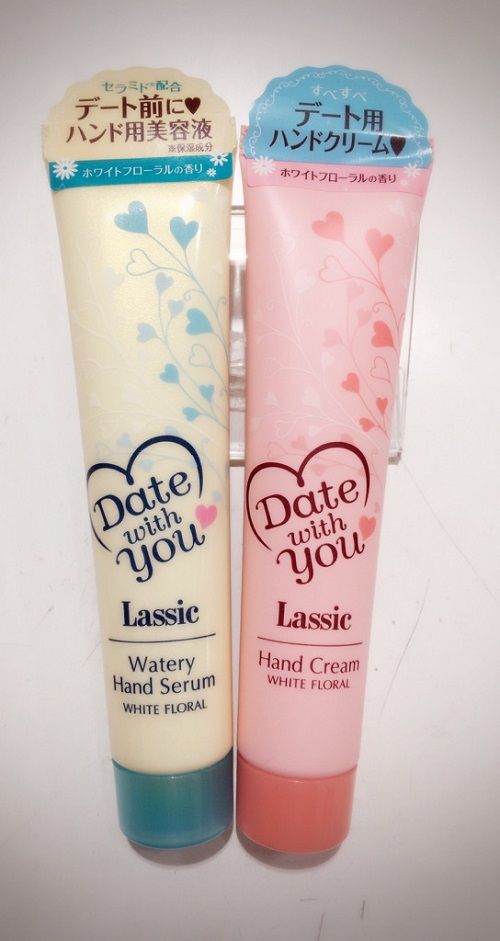 セラミド®配合
デート前に♥
ハンド用美容液
※保湿成分
ホワイトフローラルの香り
Date
with
you
Lassic
Watery
Hand Serum
WHITE FLORAL
すべすべ
デート用
ハンドクリーム♥
ホワイトフローラルの香り
Date
with
you
Lassic
Hand Cream
WHITE FLORAL